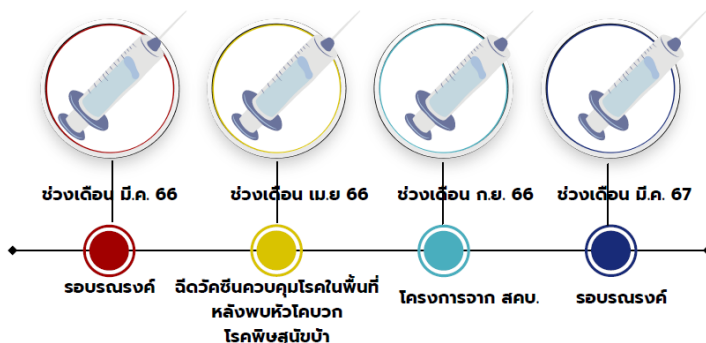 ช่วงเดือน มี.ค. 66
ช่วงเดือน เม.ย 66
ช่วงเดือน ก.ย. 66
ช่วงเดือน มี.ค. 67
รอบรณรงค์
ฉีดวัคซีนควบคุมโรคในพื้นที่
หลังพบหัวโคบวก
โรคพิษสุนัขบ้า
โครงการจาก สคบ.
รอบรณรงค์